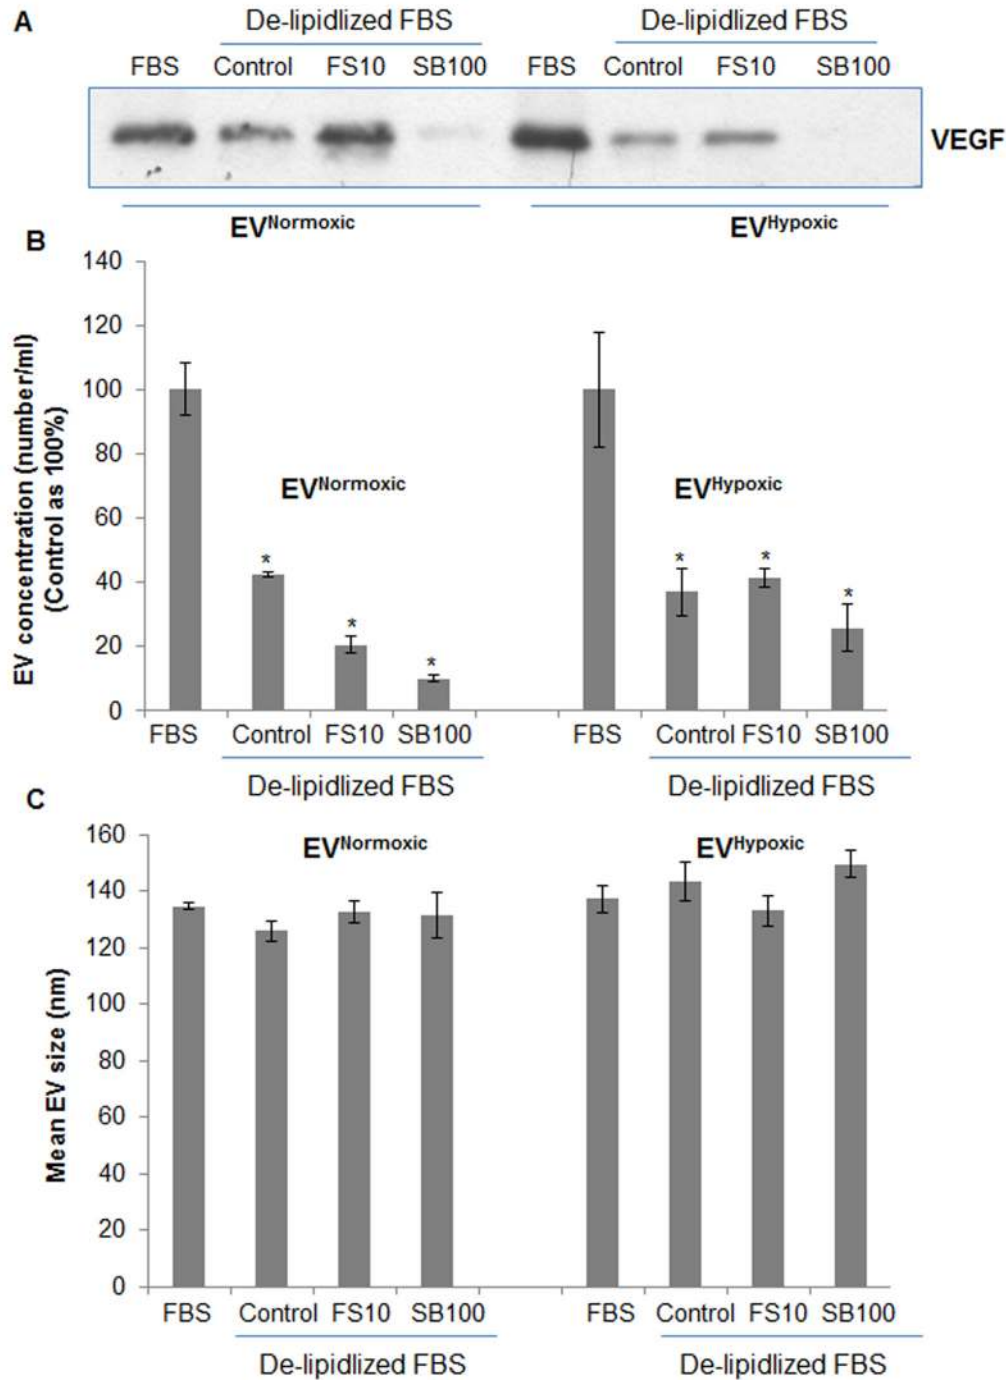 A
De-lipidlized FBS De-lipidlized FBS
FBS Control FS10 SB100 FBS Control FS10 SB100
VEGF
EVNormoxic EVHypoxic
B
EV concentration (number/ml)
(Control as 100%)
140
120
100
80
60
40
20
0
EVNormoxic EVHypoxic
* * * * * *
FBS Control FS10 SB100 FBS Control FS10 SB100
De-lipidlized FBS De-lipidlized FBS
C
Mean EV size (nm)
160
140
120
100
80
60
40
20
0
EVNormoxic EVHypoxic
FBS Control FS10 SB100 FBS Control FS10 SB100
De-lipidlized FBS De-lipidlized FBS